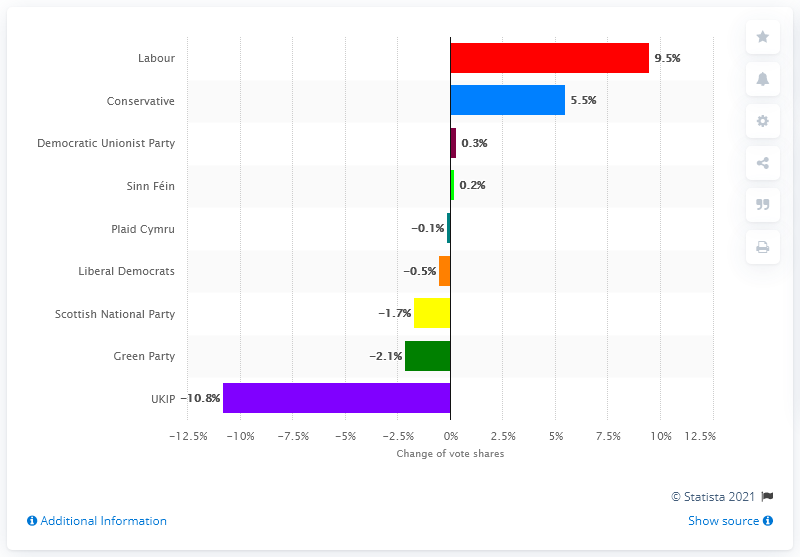 Labour 9.5%
Conservative 5.5%
Democratic Unionist Party 0.3%
Sinn Féin 0.2%
Plaid Cymru −0.1%
Liberal Democrats −0.5%
Scottish National Party −1.7%
Green Party −2.1%
UKIP −10.8%
−12.5% −10% −7.5% −5% −2.5% 0% 2.5% 5% 7.5% 10% 12.5%
Change of vote shares
© Statista 2021
Additional Information Show source